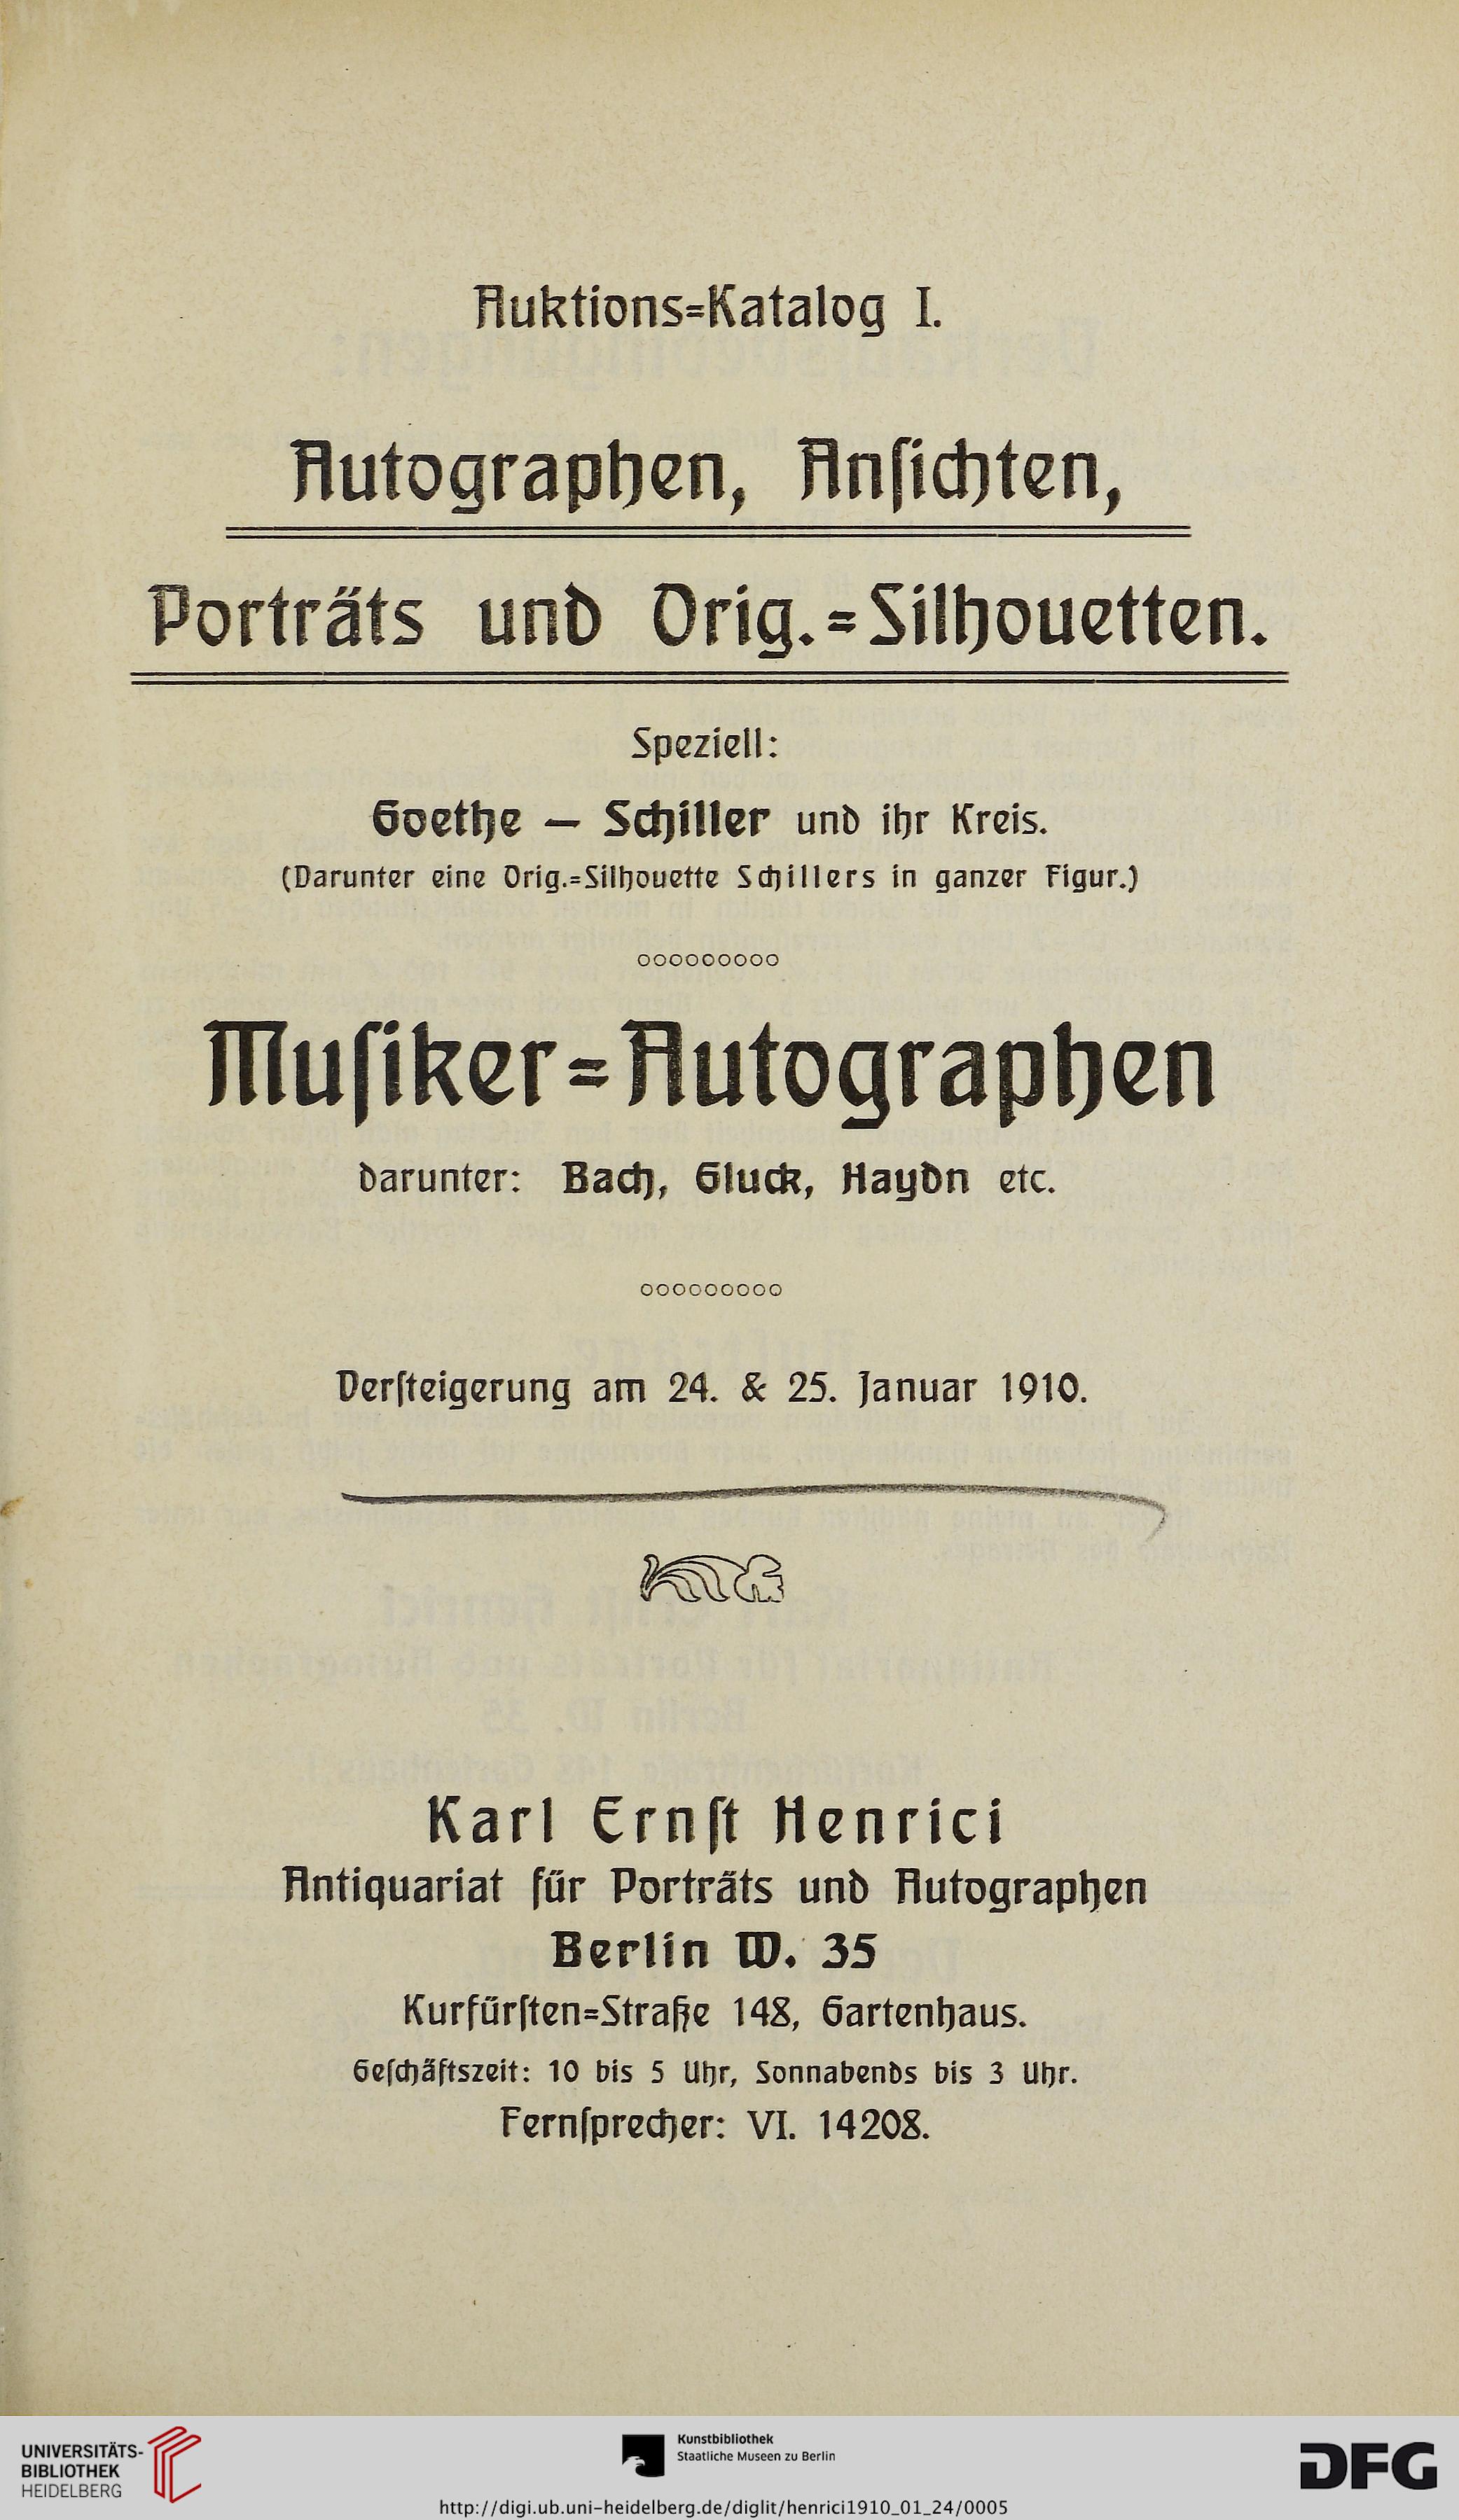 Auktions=Katalog I.
Autographen, Anſichten,
Porträts und Orig.=Silhouetten.
Speziell:
Goethe — Schiller und ihr Kreis.
(Darunter eine Orig.=Silhouette Schillers in ganzer Figur.)
Muſiker=Autographen
darunter: Bach, Gluck, Haydn etc.
Verſteigerung am 24. & 25. Januar 1910.
Karl Ernſt Henrici
Antiquariat für Porträts und Autographen
Berlin W. 35
Kurfürſten=Straße 148, Gartenhaus.
Geſchäftszeit: 10 bis 5 Uhr, Sonnabends bis 3 Uhr.
Fernſprecher: VI. 14208.
UNIVERSITÄTS-
BIBLIOTHEK
HEIDELBERG
Kunstbibliothek
Staatliche Museen zu Berlin
DFG
http://digi.ub.uni-heidelberg.de/diglit/henrici1910_01_24/0005